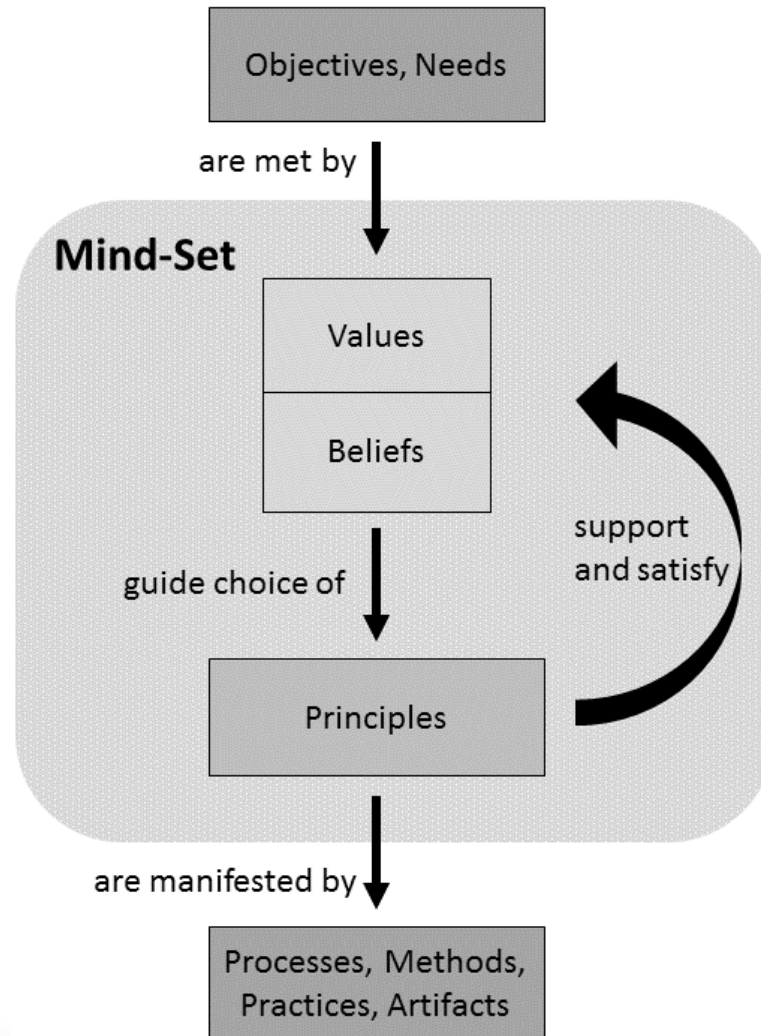 Objectives, Needs
are met by
Mind-Set
Values
Beliefs
guide choice of
support
and satisfy
Principles
are manifested by
Processes, Methods,
Practices, Artifacts